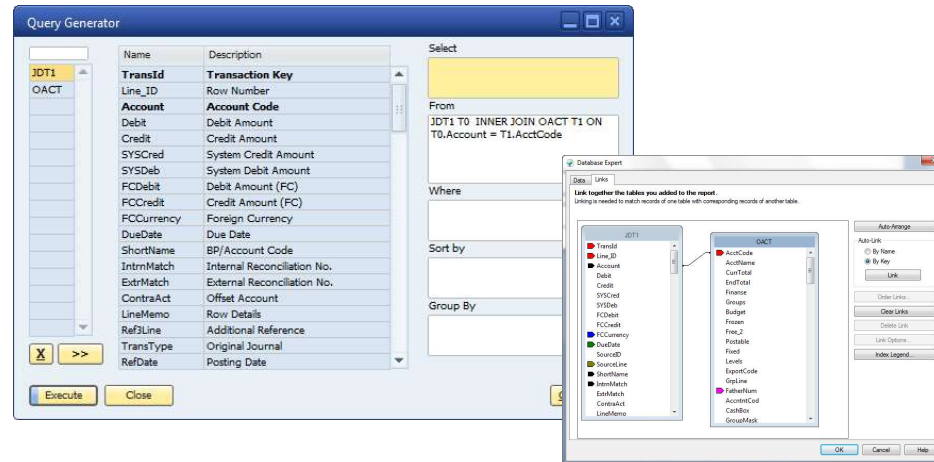 Query Generator
JDT1
OACT
Name Description
TransId Transaction Key
Line_ID Row Number
Account Account Code
Debit Debit Amount
Credit Credit Amount
SYSCred System Credit Amount
SYSDeb System Debit Amount
FCDebit Debit Amount (FC)
FCCredit Credit Amount (FC)
FCCurrency Foreign Currency
DueDate Due Date
ShortName BP/Account Code
IntrnMatch Internal Reconciliation No.
ExtrMatch External Reconciliation No.
ContraAct Offset Account
LineMemo Row Details
Ref3Line Additional Reference
TransType Original Journal
RefDate Posting Date
X >>
Execute Close
Select
From
JDT1 T0 INNER JOIN OACT T1 ON
T0.Account = T1.AcctCode
Where
Sort by
Group By
Database Expert
Data Links
Link together the tables you added to the report.
Linking is needed to match records of one table with corresponding records of another table.
JDT1
TransId
Line_ID
Account
Debit
Credit
SYSCred
SYSDeb
FCDebit
FCCredit
FCCurrency
DueDate
SourceID
SourceLine
ShortName
IntrnMatch
ExtrMatch
ContraAct
LineMemo
OACT
AcctCode
AcctName
CurrTotal
EndTotal
Finanse
Groups
Budget
Frozen
Free_2
Postable
Fixed
Levels
ExportCode
GrpLine
FatherNum
AccntntCod
CashBox
GroupMask
Auto-Arrange
Auto-Link
By Name
By Key
Link
Order Links...
Clear Links
Delete Link
Link Options...
Index Legend...
OK Cancel Help